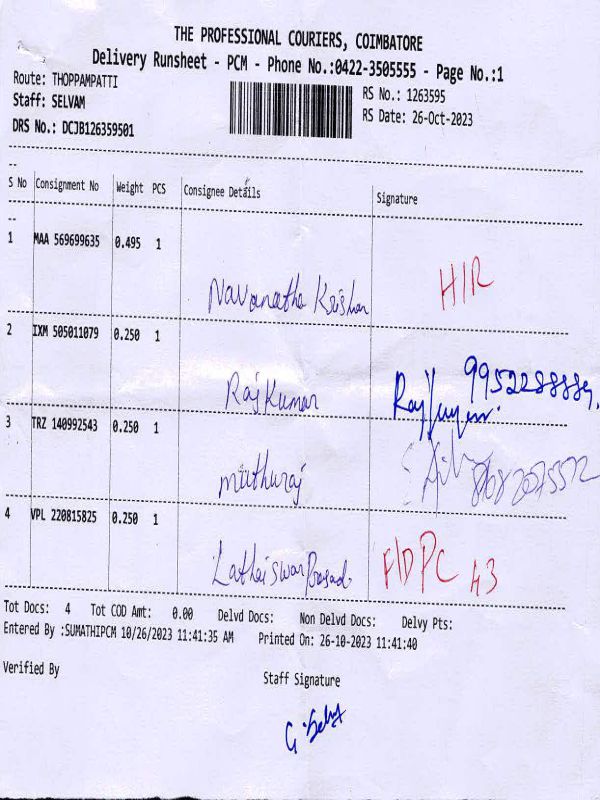 THE PROFESSIONAL COURIERS, COIMBATORE
Delivery Runsheet - PCM - Phone No.:0422-3505555 - Page No.:1
Route: THOPPAMPATTI
RS No.: 1263595
Staff: SELVAM
RS Date: 26-Oct-2023
DRS No.: DCJB126359501
S No Consignment No Weight PCS Consignee Details Signature
1 MAA 569699635 0.495 1
Navanatha Krishan HIR
2 IXM 505011079 0.250 1
RajKumar 9952288889
3 TRZ 140992543 0.250 1
muthuraj
4 VPL 220815825 0.250 1
Prasad F/D PC
Tot Docs: 4 Tot COD Amt: 0.00 Delvd Docs: Non Delvd Docs: Delvy Pts:
Entered By :SUMATHIPCM 10/26/2023 11:41:35 AM Printed On: 26-10-2023 11:41:40
Verified By Staff Signature